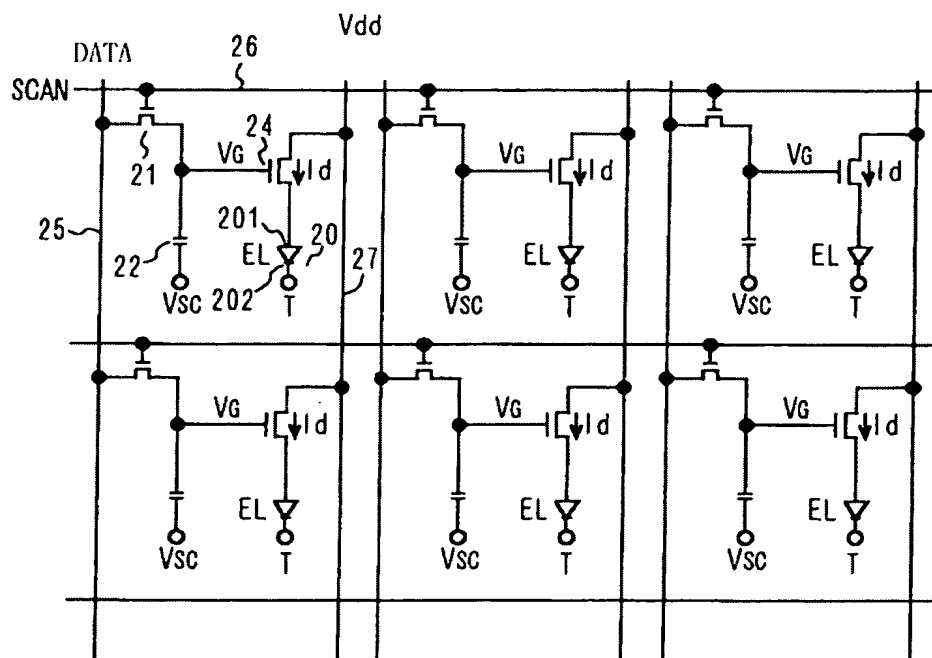 Vdd
DATA
26
SCAN
21
VG
24
Id
VG
Id
VG
Id
25
22
201
EL
20
202
27
EL
EL
Vsc
T
Vsc
T
Vsc
T
VG
Id
VG
Id
VG
Id
EL
EL
EL
Vsc
T
Vsc
T
Vsc
T